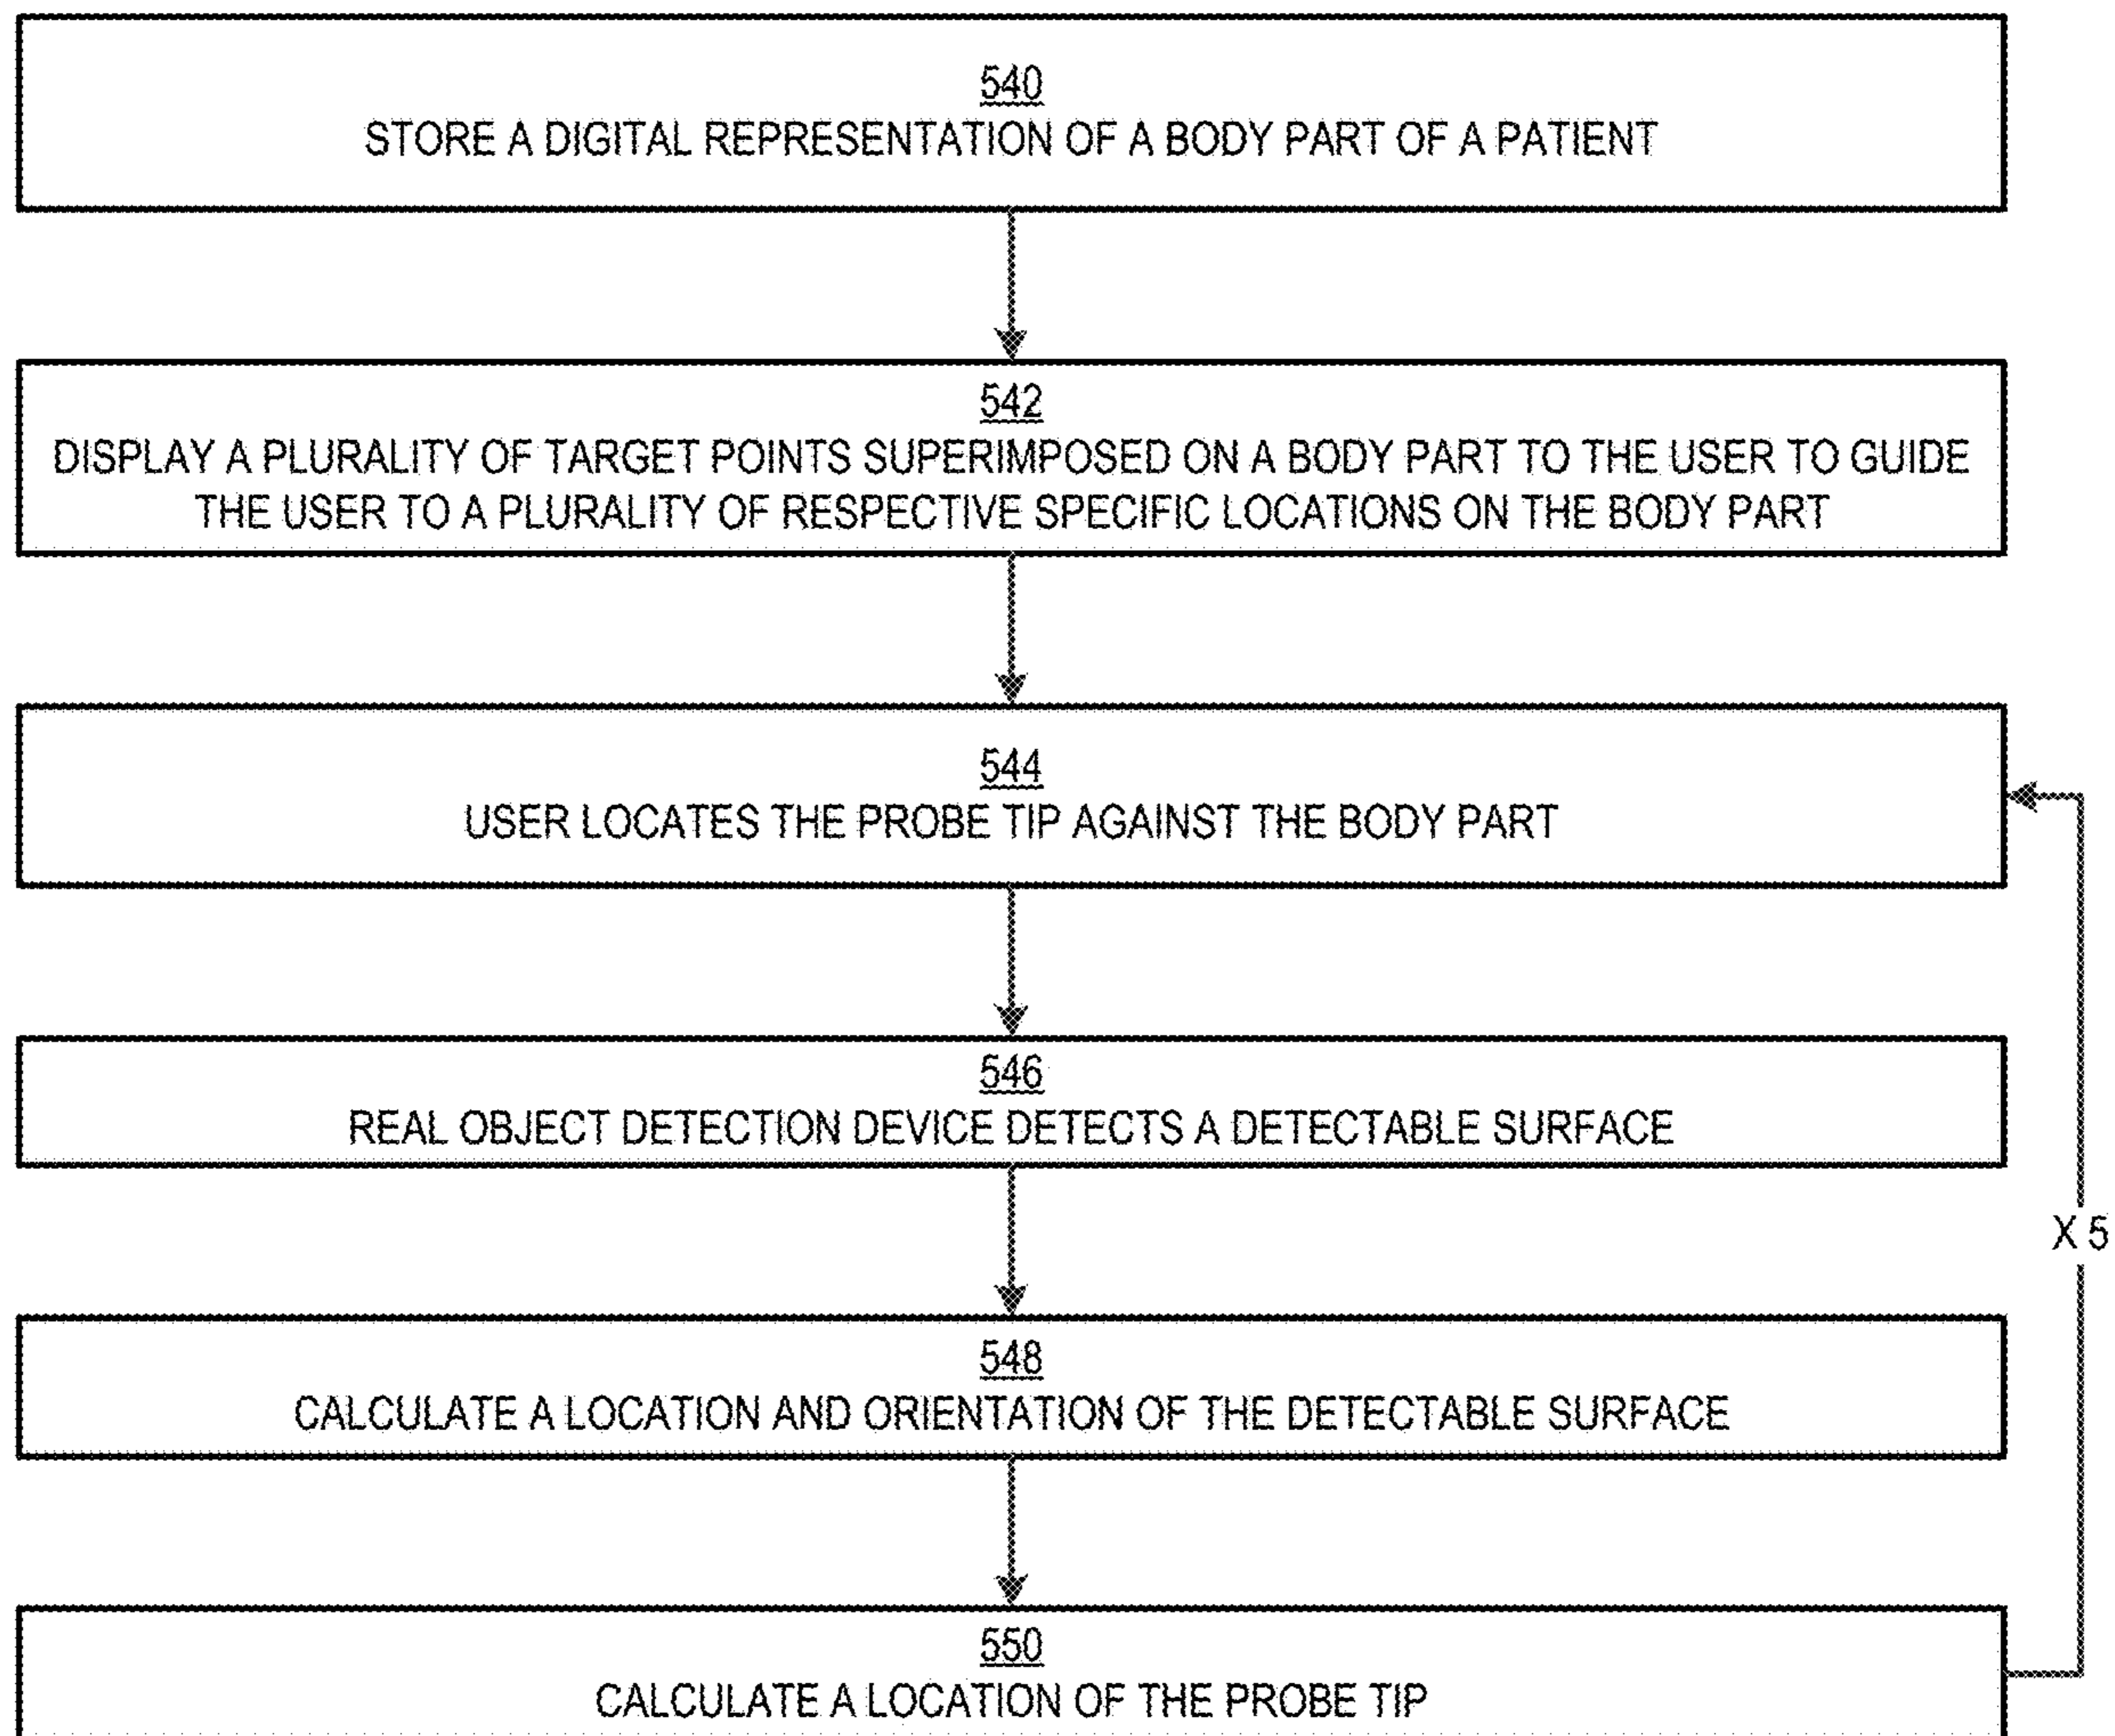 540
STORE A DIGITAL REPRESENTATION OF A BODY PART OF A PATIENT
542
DISPLAY A PLURALITY OF TARGET POINTS SUPERIMPOSED ON A BODY PART TO THE USER TO GUIDE
THE USER TO A PLURALITY OF RESPECTIVE SPECIFIC LOCATIONS ON THE BODY PART
544
USER LOCATES THE PROBE TIP AGAINST THE BODY PART
546
REAL OBJECT DETECTION DEVICE DETECTS A DETECTABLE SURFACE
X 5
548
CALCULATE A LOCATION AND ORIENTATION OF THE DETECTABLE SURFACE
550
CALCULATE A LOCATION OF THE PROBE TIP